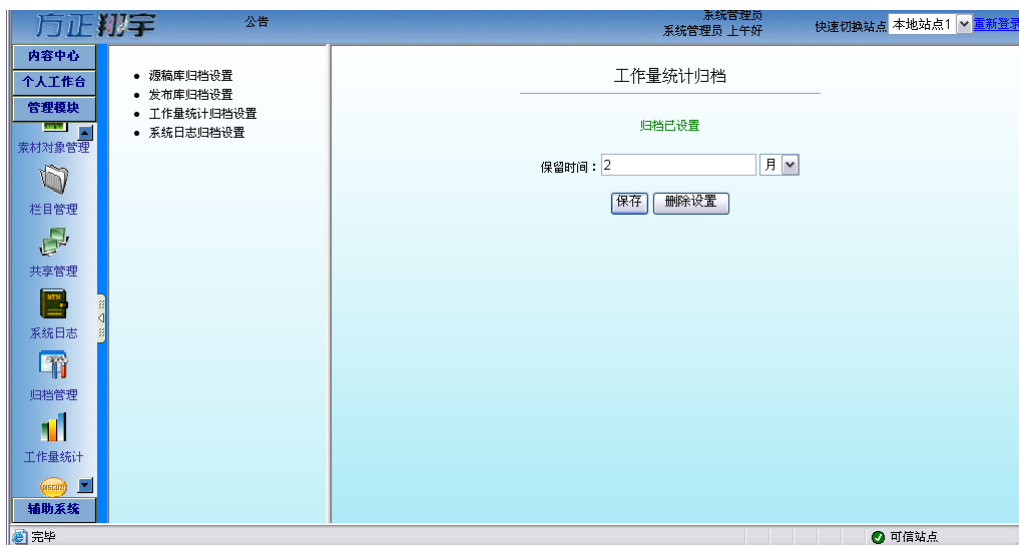 方正翔宇
公告
系统管理员
系统管理员 上午好
快速切换站点 本地站点1 重新登录
内容中心
个人工作台
管理模块
素材对象管理
栏目管理
共享管理
系统日志
归档管理
工作量统计
DISCUZ!
辅助系统
源稿库归档设置
发布库归档设置
工作量统计归档设置
系统日志归档设置
工作量统计归档
归档已设置
保留时间：2 月
保存 删除设置
完毕
可信站点